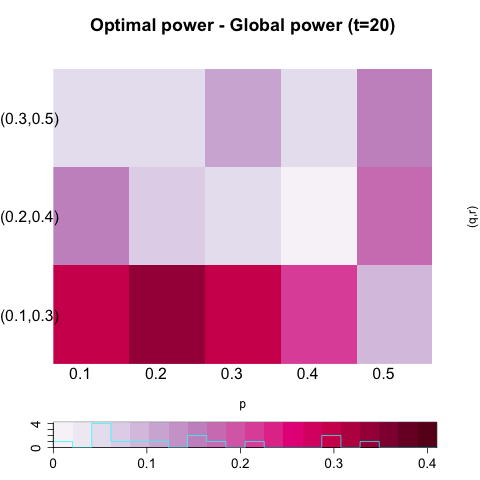 Optimal power - Global power (t=20)
(0.3,0.5)
(0.2,0.4)
(r,q)
(0.1,0.3)
0.1 0.2 0.3 0.4 0.5
p
0 4
0 0.1 0.2 0.3 0.4